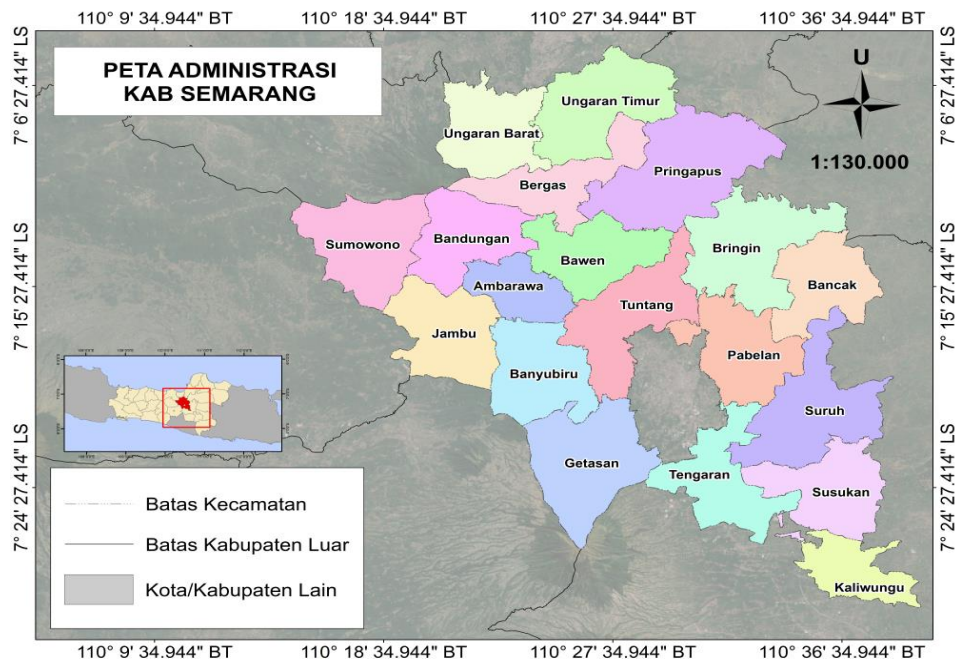 110° 9' 34.944" BT
110° 18' 34.944" BT
110° 27' 34.944" BT
110° 36' 34.944" BT
7° 6' 27.414" LS
7° 6' 27.414" LS
PETA ADMINISTRASI
KAB SEMARANG
U
1:130.000
Ungaran Timur
Ungaran Barat
Pringapus
Bergas
Sumowono
Bandungan
Bawen
Bringin
7° 15' 27.414" LS
7° 15' 27.414" LS
Ambarawa
Bancak
Tuntang
Jambu
Pabelan
Banyubiru
Suruh
Getasan
Tengaran
Susukan
Kaliwungu
7° 24' 27.414" LS
7° 24' 27.414" LS
Batas Kecamatan
Batas Kabupaten Luar
Kota/Kabupaten Lain
110° 9' 34.944" BT
110° 18' 34.944" BT
110° 27' 34.944" BT
110° 36' 34.944" BT